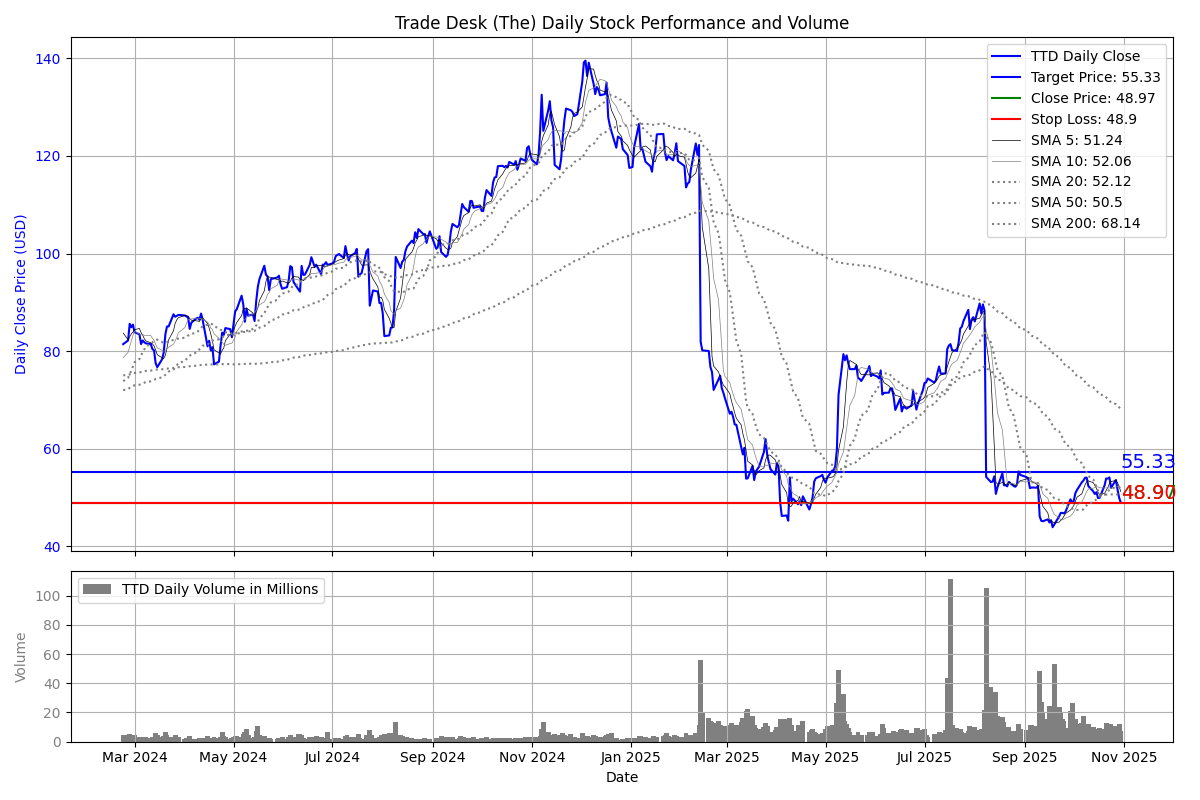 Trade Desk (The) Daily Stock Performance and Volume
Daily Close Price (USD)
140
120
100
80
60
40
TTD Daily Close
Target Price: 55.33
Close Price: 48.97
Stop Loss: 48.9
SMA 5: 51.24
SMA 10: 52.06
SMA 20: 52.12
SMA 50: 50.5
SMA 200: 68.14
55.33
48.90
TTD Daily Volume in Millions
Volume
100
80
60
40
20
0
Mar 2024
May 2024
Jul 2024
Sep 2024
Nov 2024
Jan 2025
Mar 2025
May 2025
Jul 2025
Sep 2025
Nov 2025
Date